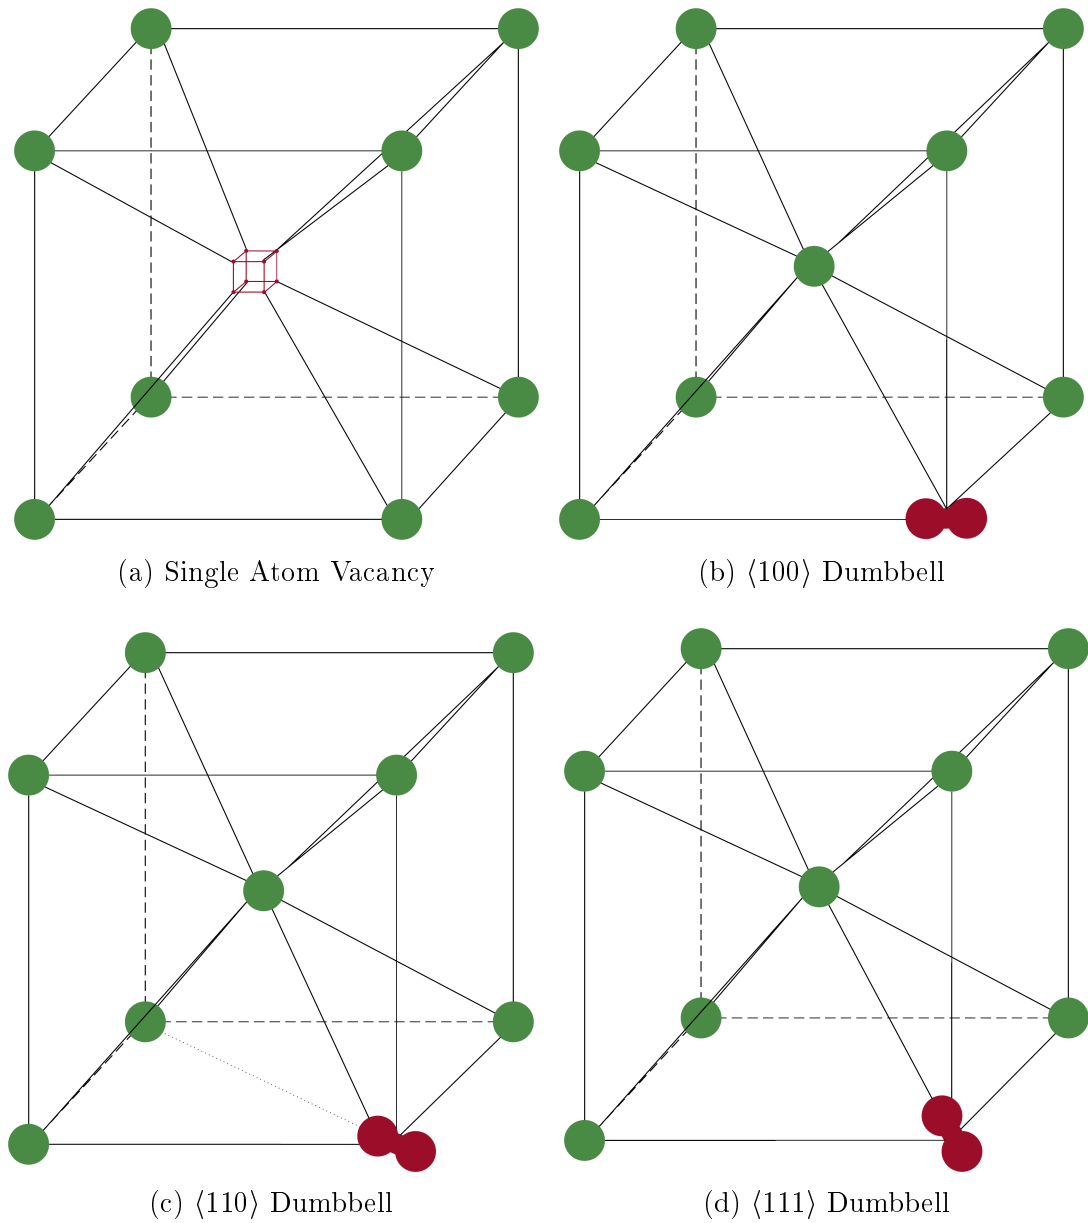 (a) Single Atom Vacancy
(b) ⟨100⟩ Dumbbell
(c) ⟨110⟩ Dumbbell
(d) ⟨111⟩ Dumbbell